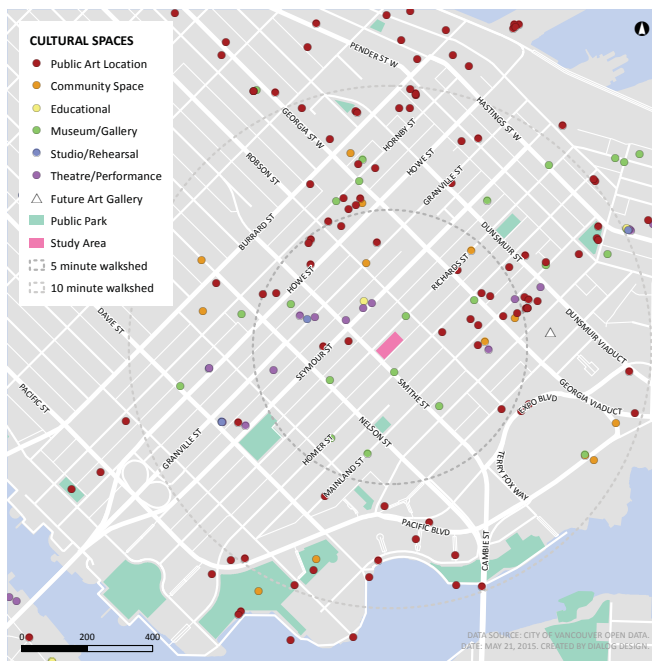 CULTURAL SPACES
Public Art Location
Community Space
Educational
Museum/Gallery
Studio/Rehearsal
Theatre/Performance
Future Art Gallery
Public Park
Study Area
5 minute walkshed
10 minute walkshed
PENDER ST W
HASTINGS ST W
GEORGIA ST W
HORNBY ST
HOWE ST
ROBSON ST
GRANVILLE ST
BURRARD ST
DUNSMUIR ST
RICHARDS ST
HOWE ST
DAVIE ST
DUNSMUIR VIADUCT
SEYMOUR ST
SMITHE ST
GEORGIA VIADUCT
PACIFIC ST
EXPO BLVD
NELSON ST
GRANVILLE ST
HOMER ST
MAINLAND ST
TERRY FOX WAY
PACIFIC BLVD
CAMBIE ST
DATA SOURCE: CITY OF VANCOUVER OPEN DATA.
DATE: MAY 21, 2015. CREATED BY DIALOG DESIGN.
0 200 400